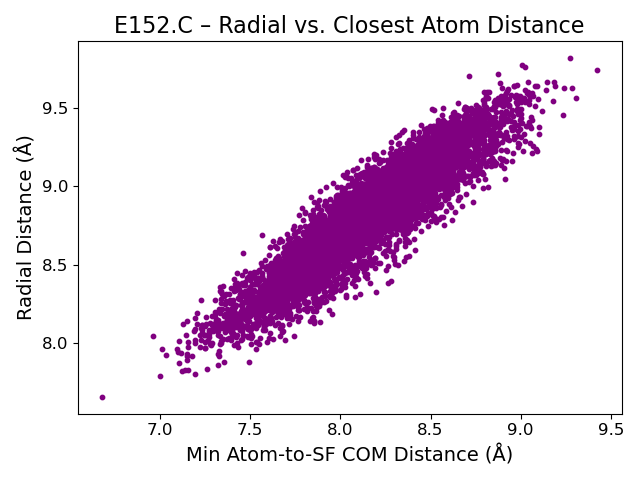 E152.C – Radial vs. Closest Atom Distance
Radial Distance (Å)
9.5
9.0
8.5
8.0
7.0 7.5 8.0 8.5 9.0 9.5
Min Atom-to-SF COM Distance (Å)